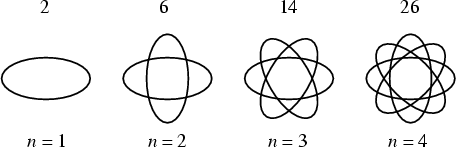 2 6 14 26
n = 1 n = 2 n = 3 n = 4